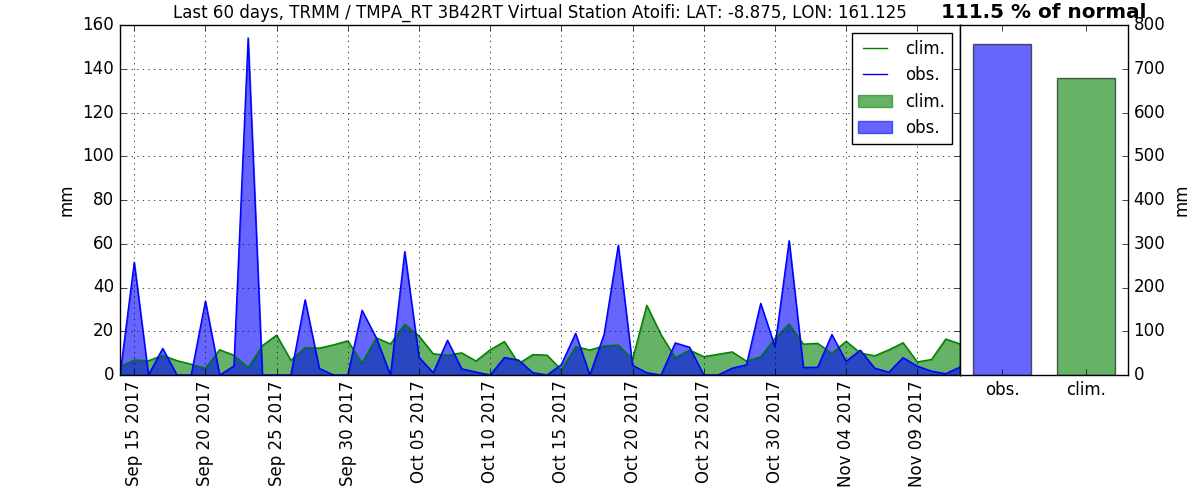 Last 60 days, TRMM / TMPA_RT 3B42RT Virtual Station Atoifi: LAT: -8.875, LON: 161.125
111.5 % of normal
160
140
120
100
80
60
40
20
0
mm
clim.
obs.
clim.
obs.
800
700
600
500
400
300
200
100
0
mm
Sep 15 2017
Sep 20 2017
Sep 25 2017
Sep 30 2017
Oct 05 2017
Oct 10 2017
Oct 15 2017
Oct 20 2017
Oct 25 2017
Oct 30 2017
Nov 04 2017
Nov 09 2017
obs.
clim.